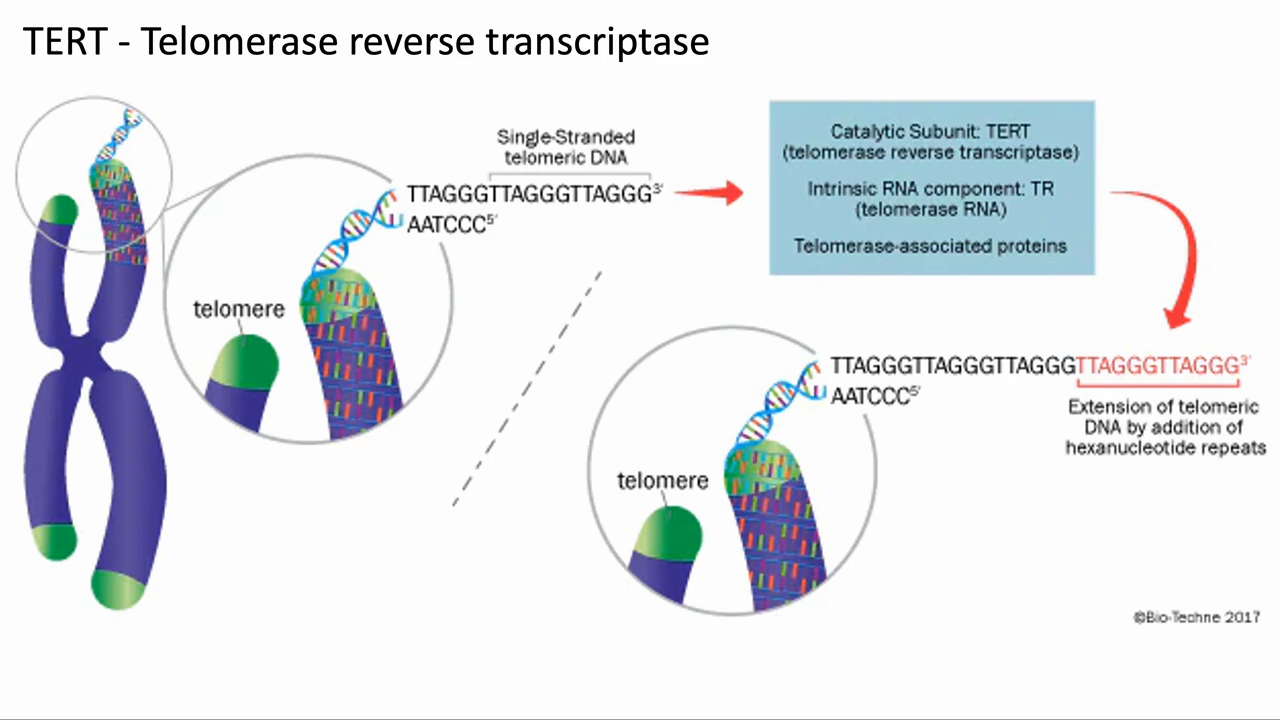 TERT - Telomerase reverse transcriptase
Single-Stranded
telomeric DNA
TTAGGGTTAGGGTTAGGG3'
AATCCC5'
telomere
Catalytic Subunit: TERT
(telomerase reverse transcriptase)
Intrinsic RNA component: TR
(telomerase RNA)
Telomerase-associated proteins
TTAGGGTTAGGGTTAGGGTTAGGGTTAGGG3'
AATCCC5'
Extension of telomeric
DNA by addition of
hexanucleotide repeats
telomere
©Bio-Techne 2017